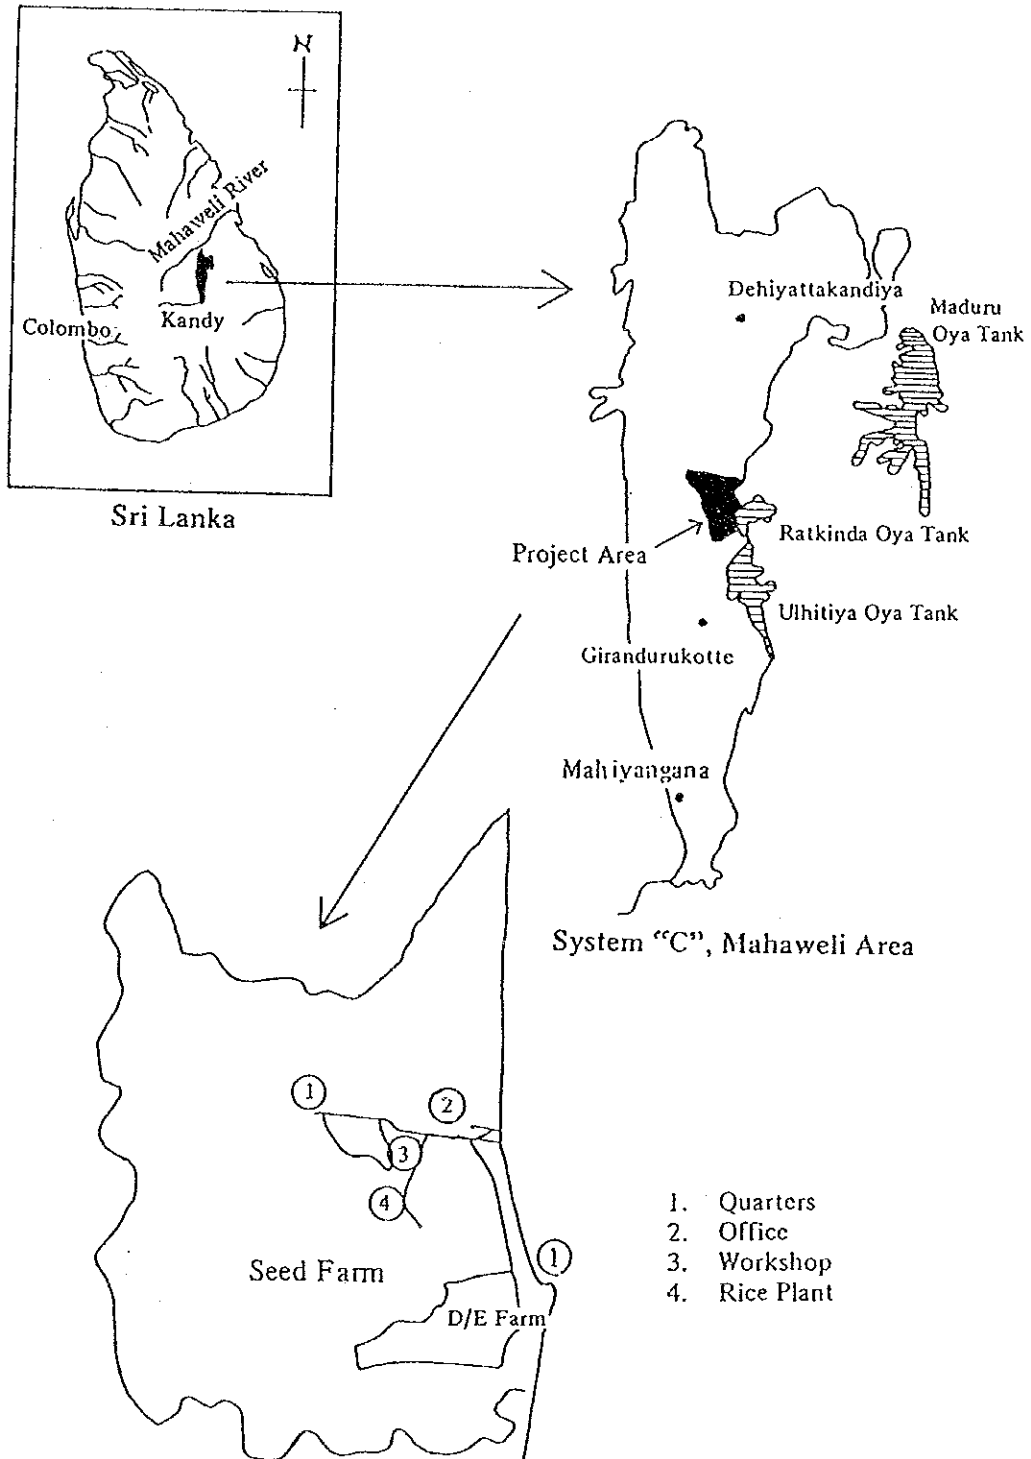 N
Mahaweli River
Colombo
Kandy
Sri Lanka
Dehiyattakandiya
Maduru
Oya Tank
Project Area
Ratkinda Oya Tank
Ulhitiya Oya Tank
Girandurukotte
Mahiyangana
System "C", Mahaweli Area
1
2
3
4
1
Seed Farm
D/E Farm
1. Quarters
2. Office
3. Workshop
4. Rice Plant